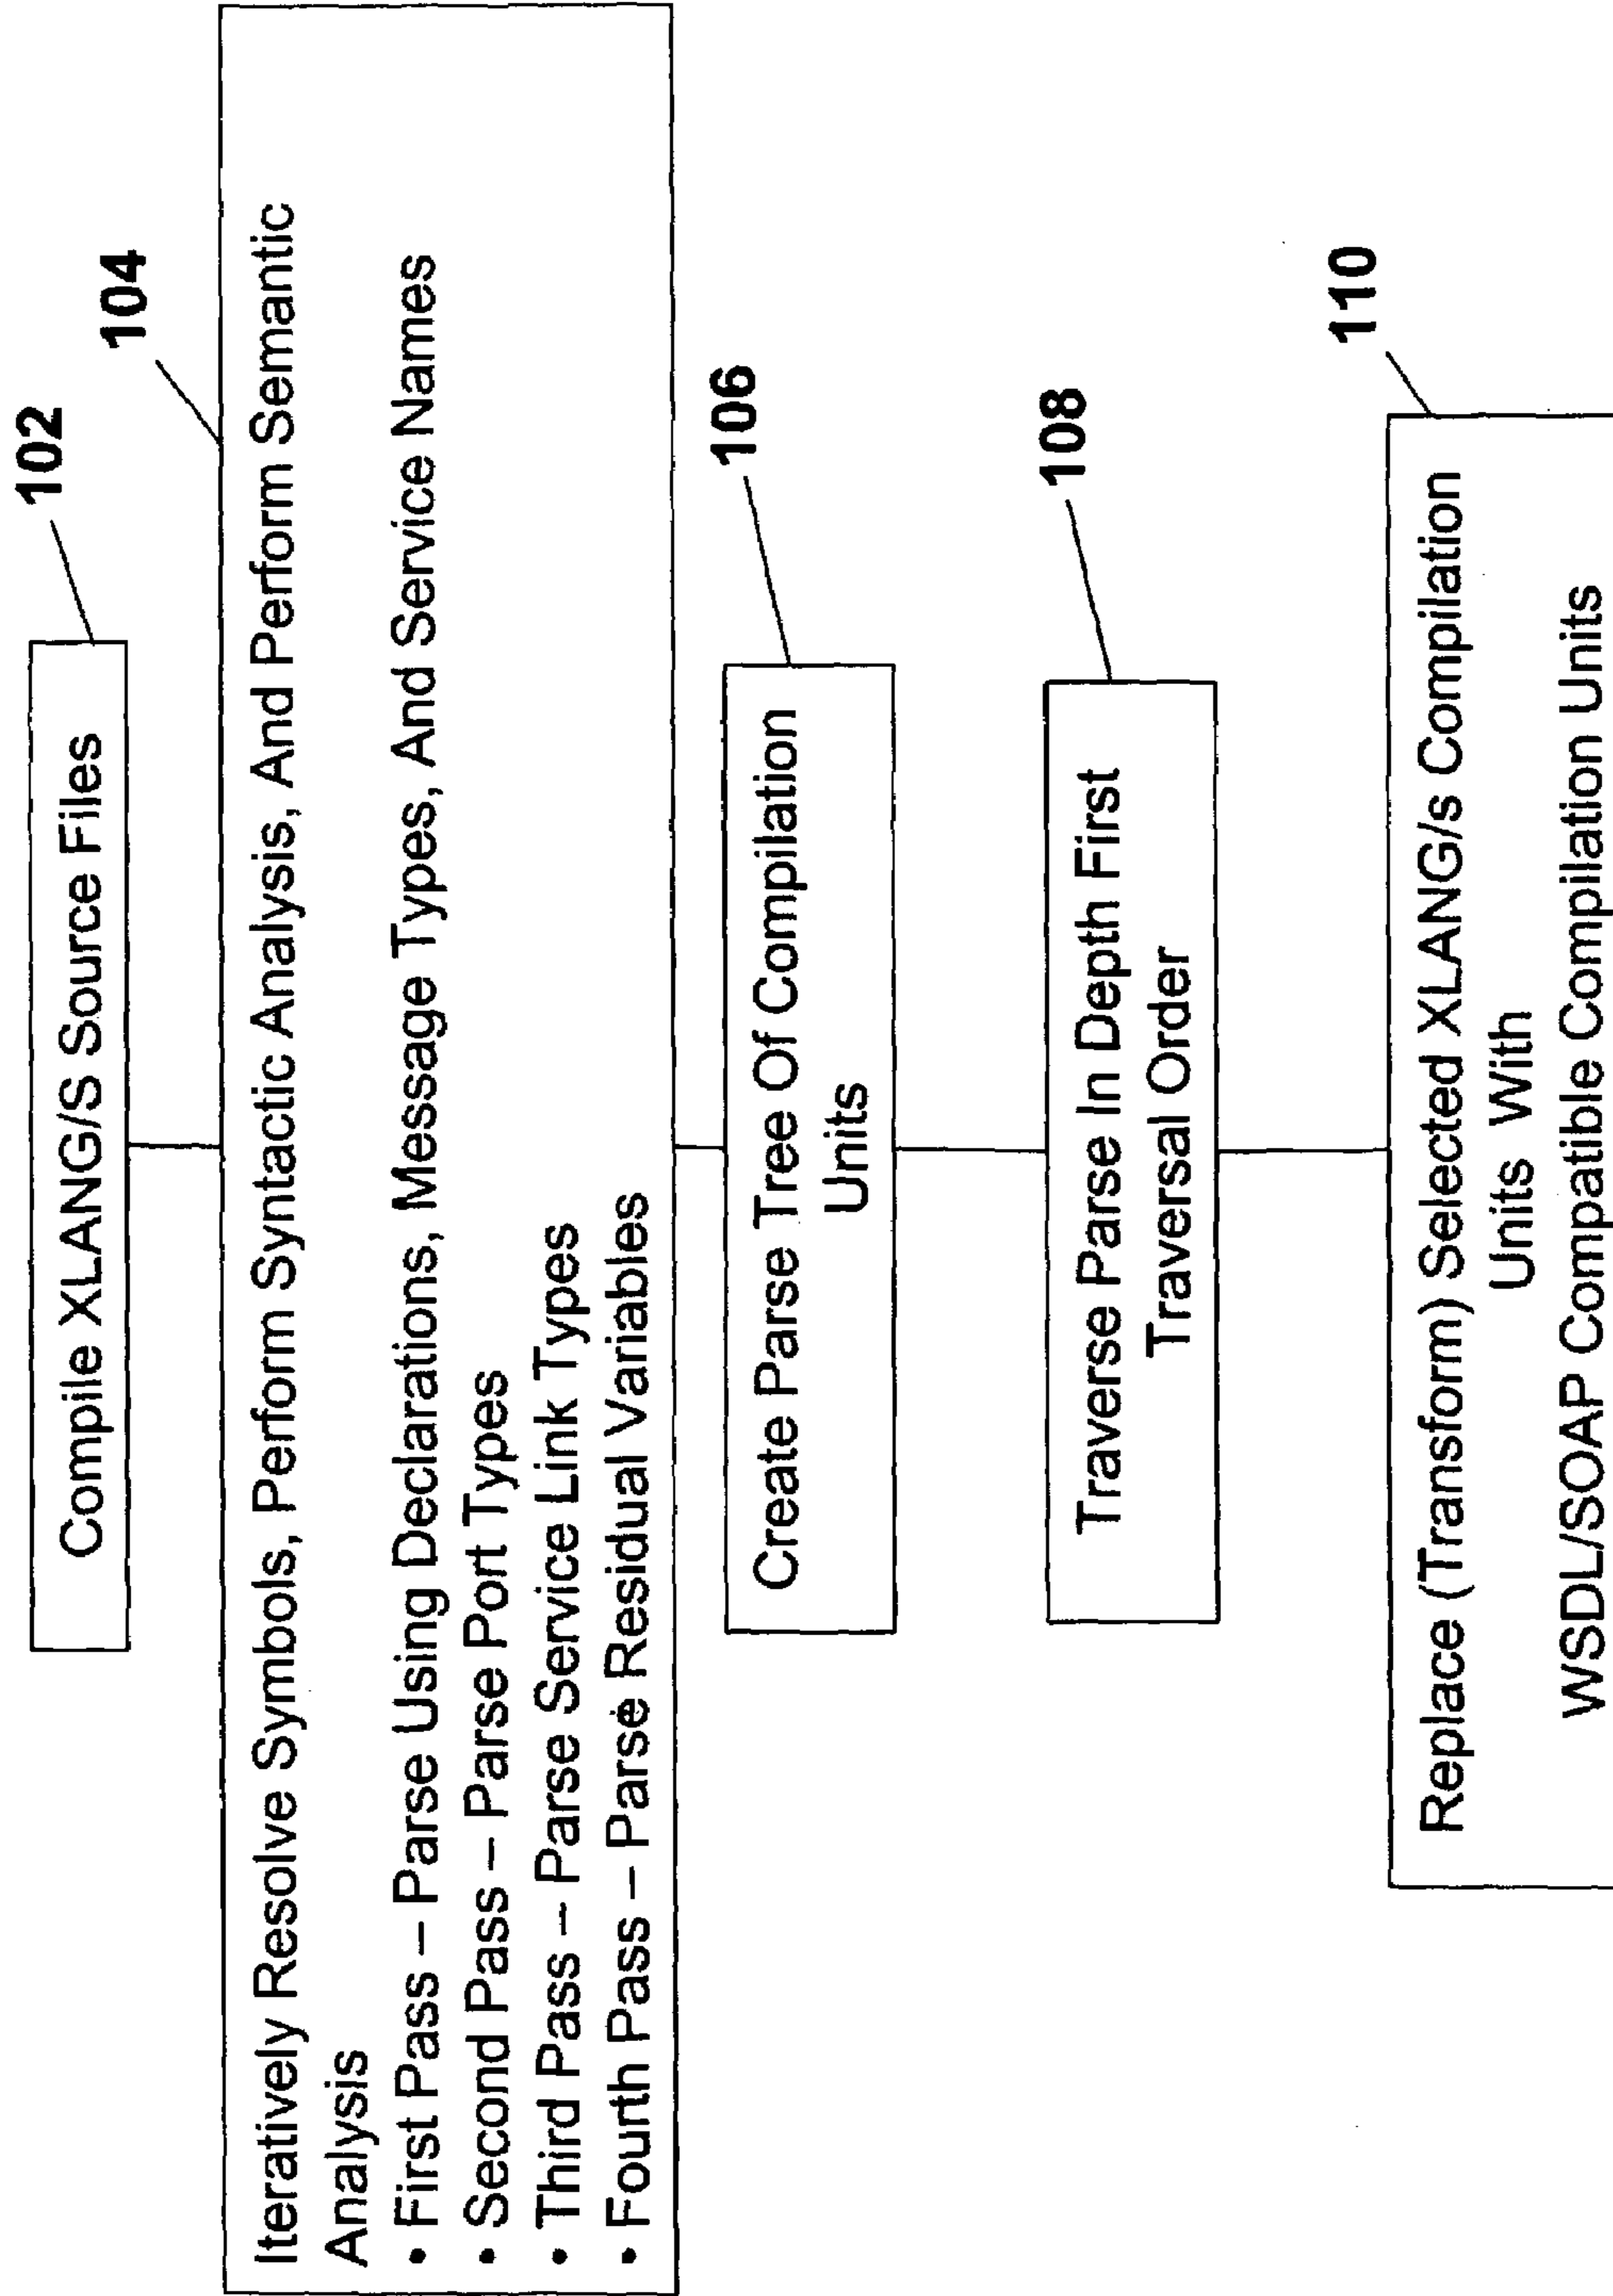 102
Compile XLANG/S Source Files
104
Iteratively Resolve Symbols, Perform Syntactic Analysis, And Perform Semantic
Analysis
• First Pass – Parse Using Declarations, Message Types, And Service Names
• Second Pass – Parse Port Types
• Third Pass – Parse Service Link Types
• Fourth Pass – Parse Residual Variables
106
Create Parse Tree Of Compilation
Units
108
Traverse Parse In Depth First
Traversal Order
110
Replace (Transform) Selected XLANG/s Compilation
Units With
WSDL/SOAP Compatible Compilation Units